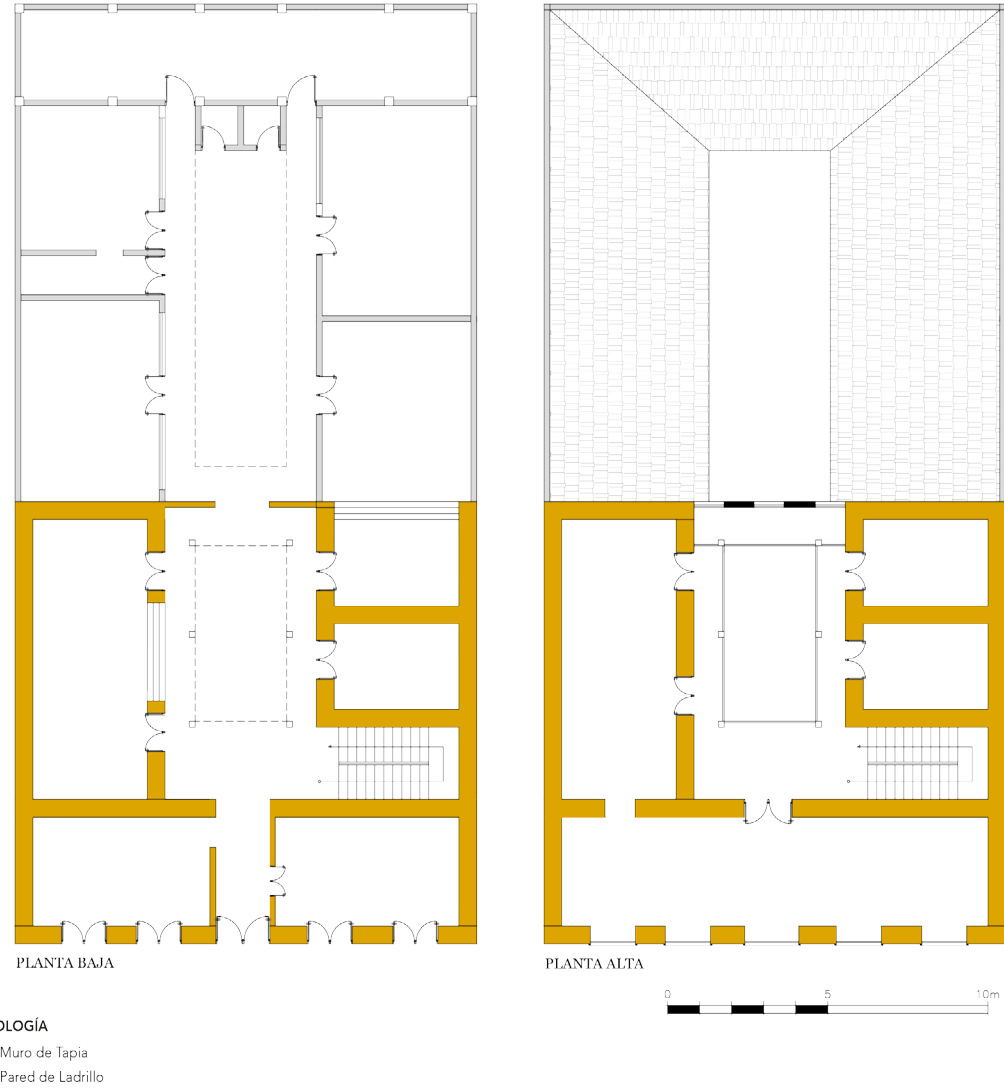 PLANTA BAJA
PLANTA ALTA
0 5 10m
OLOGÍA
Muro de Tapia
Pared de Ladrillo